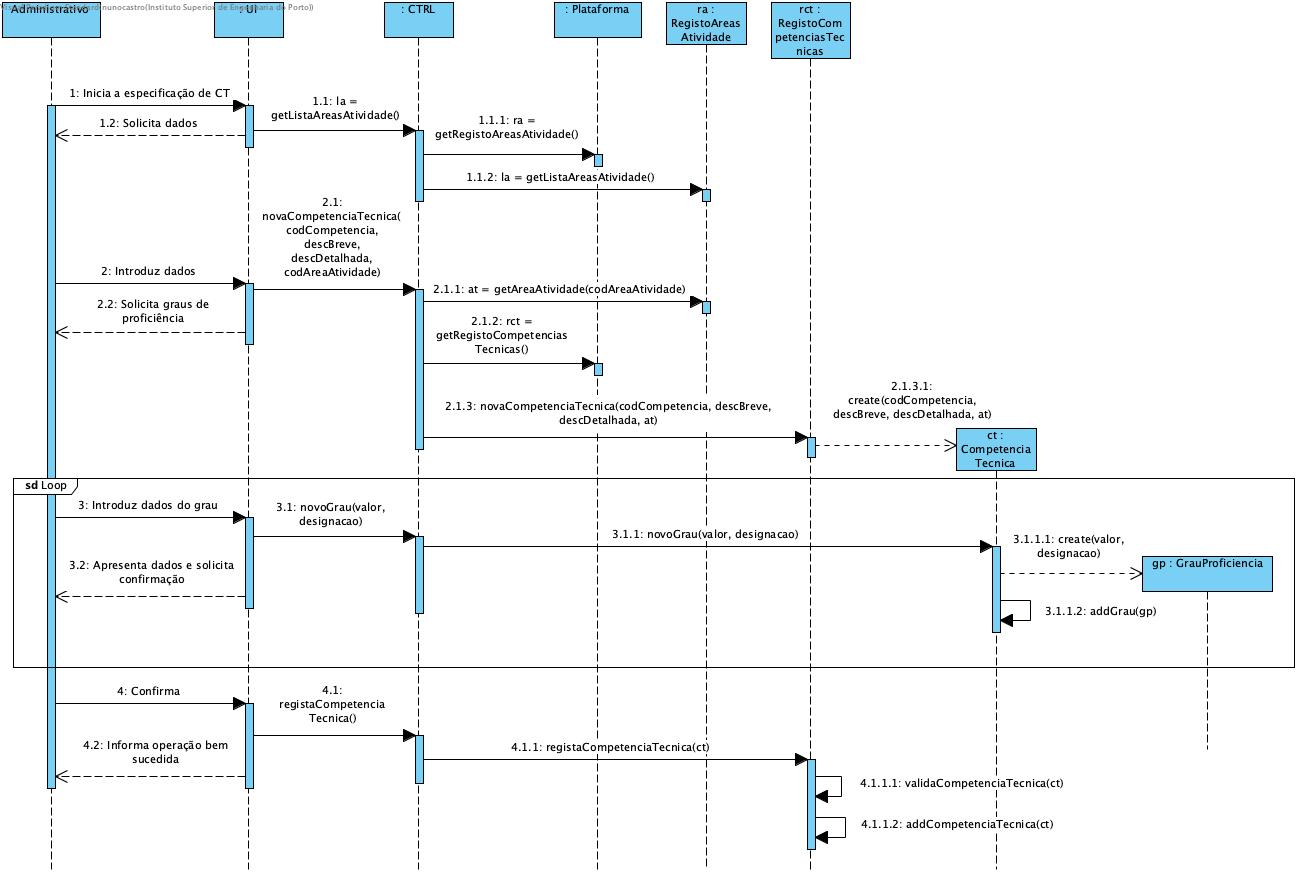 nunocastro(Instituto Superior de Engenharia do Porto))
Administrativo
: UI
: CTRL
: Plataforma
ra :
RegistoAreas
Atividade
rct :
RegistoCom
petenciasTec
nicas
1: Inicia a especificação de CT
1.1: la =
getListaAreasAtividade()
1.2: Solicita dados
1.1.1: ra =
getRegistoAreasAtividade()
1.1.2: la = getListaAreasAtividade()
2.1:
novaCompetenciaTecnica(
codCompetencia,
descBreve,
descDetalhada,
codAreaAtividade)
2: Introduz dados
2.1.1: at = getAreaAtividade(codAreaAtividade)
2.2: Solicita graus de
proficiência
2.1.2: rct =
getRegistoCompetencias
Tecnicas()
2.1.3: novaCompetenciaTecnica(codCompetencia, descBreve,
descDetalhada, at)
2.1.3.1:
create(codCompetencia,
descBreve, descDetalhada, at)
ct :
Competencia
Tecnica
sd Loop
3: Introduz dados do grau
3.1: novoGrau(valor,
designacao)
3.1.1: novoGrau(valor, designacao)
3.1.1.1: create(valor,
designacao)
gp : GrauProficiencia
3.2: Apresenta dados e solicita
confirmação
3.1.1.2: addGrau(gp)
4: Confirma
4.1:
registaCompetencia
Tecnica()
4.2: Informa operação bem
sucedida
4.1.1: registaCompetenciaTecnica(ct)
4.1.1.1: validaCompetenciaTecnica(ct)
4.1.1.2: addCompetenciaTecnica(ct)